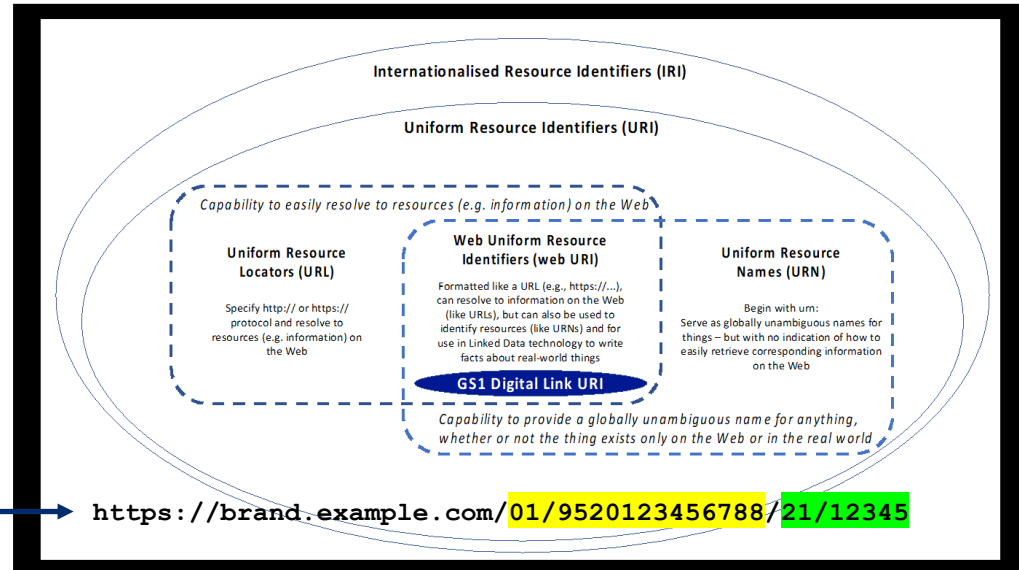 Internationalised Resource Identifiers (IRI)
Uniform Resource Identifiers (URI)
Capability to easily resolve to resources (e.g. information) on the Web
Uniform Resource
Locators (URL)
Specify http:// or https://
protocol and resolve to
resources (e.g. information) on
the Web
Web Uniform Resource
Identifiers (web URI)
Formatted like a URL (e.g., https://...),
can resolve to information on the Web
(like URLs), but can also be used to
identify resources (like URNs) and for
use in Linked Data technology to write
facts about real-world things
GS1 Digital Link URI
Uniform Resource
Names (URN)
Begin with urn:
Serve as globally unambiguous names for
things – but with no indication of how to
easily retrieve corresponding information
on the Web
Capability to provide a globally unambiguous name for anything,
whether or not the thing exists only on the Web or in the real world
https://brand.example.com/01/9520123456788/21/12345